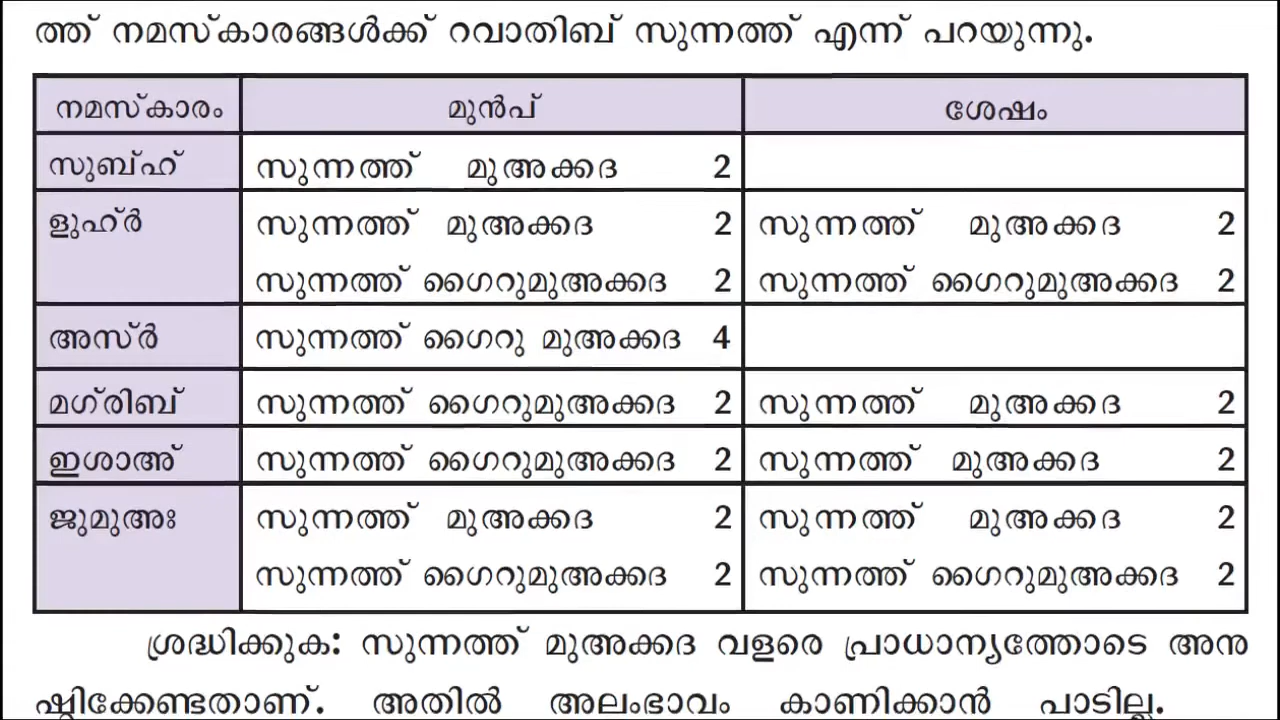 ത്ത് നമസ്കാരങ്ങൾക്ക് റവാതിബ് സുന്നത്ത് എന്ന് പറയുന്നു.
നമസ്കാരം മുൻപ് ശേഷം
സുബ്ഹ് സുന്നത്ത് മുഅക്കദ 2
ളുഹ്ർ സുന്നത്ത് മുഅക്കദ 2 സുന്നത്ത് മുഅക്കദ 2
സുന്നത്ത് ഗൈറുമുഅക്കദ 2 സുന്നത്ത് ഗൈറുമുഅക്കദ 2
അസ്ർ സുന്നത്ത് ഗൈറു മുഅക്കദ 4
മഗ്‌രിബ് സുന്നത്ത് ഗൈറുമുഅക്കദ 2 സുന്നത്ത് മുഅക്കദ 2
ഇശാഅ് സുന്നത്ത് ഗൈറുമുഅക്കദ 2 സുന്നത്ത് മുഅക്കദ 2
ജുമുഅഃ സുന്നത്ത് മുഅക്കദ 2 സുന്നത്ത് മുഅക്കദ 2
സുന്നത്ത് ഗൈറുമുഅക്കദ 2 സുന്നത്ത് ഗൈറുമുഅക്കദ 2
ശ്രദ്ധിക്കുക: സുന്നത്ത് മുഅക്കദ വളരെ പ്രാധാന്യത്തോടെ അനു
ഷ്ഠിക്കേണ്ടതാണ്. അതിൽ അലംഭാവം കാണിക്കാൻ പാടില്ല.